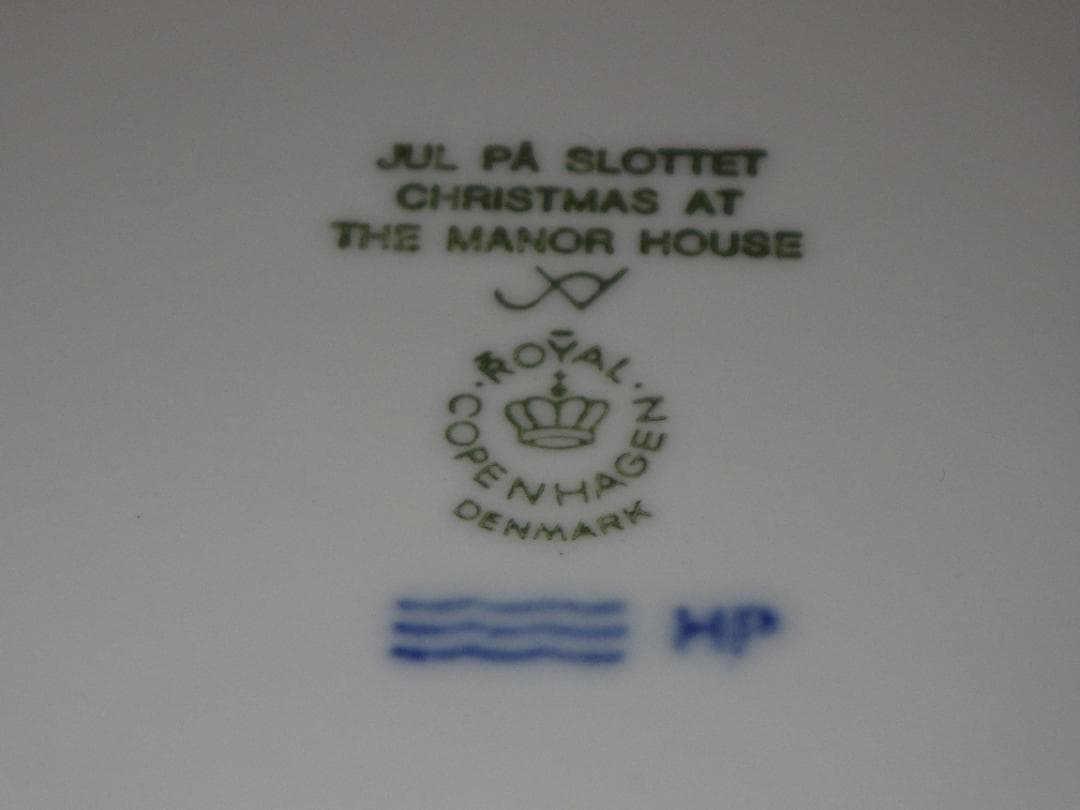 JUL PÅ SLOTTET
CHRISTMAS AT
THE MANOR HOUSE
ROYAL
COPENHAGEN
DENMARK
HP